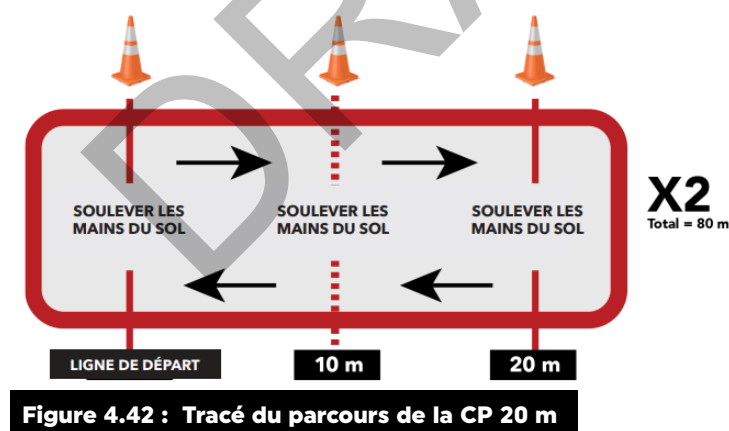 DRA
SOULEVER LES
MAINS DU SOL
SOULEVER LES
MAINS DU SOL
SOULEVER LES
MAINS DU SOL
X2
Total = 80 m
LIGNE DE DÉPART
10 m
20 m
Figure 4.42 : Tracé du parcours de la CP 20 m